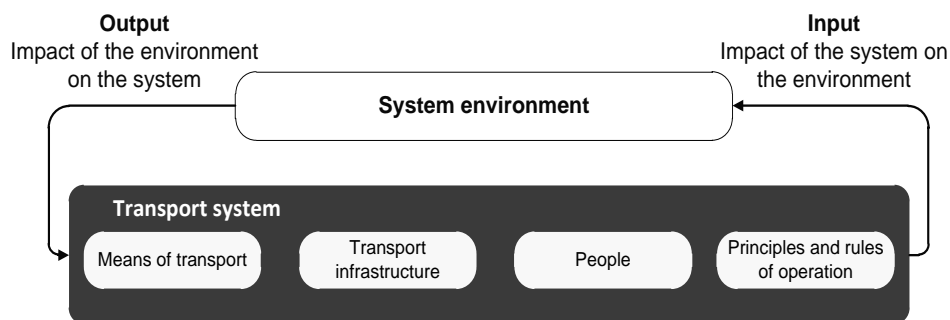 Output
Impact of the environment
on the system
Input
Impact of the system on
the environment
System environment
Transport system
Means of transport
Transport
infrastructure
People
Principles and rules
of operation